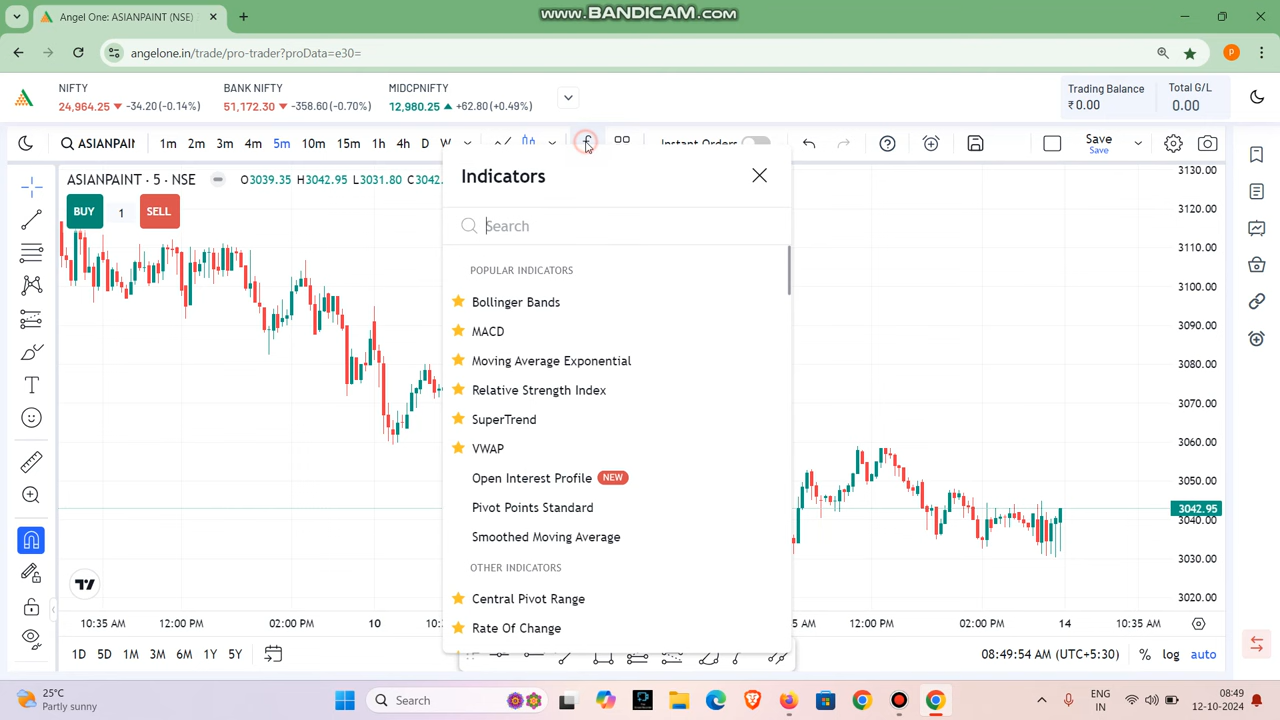 www.BANDICAM.com
Angel One: ASIANPAINT (NSE)
angelone.in/trade/pro-trader?proData=e30=
P
NIFTY
24,964.25 -34.20(-0.14%)
BANK NIFTY
51,172.30 -358.60(-0.70%)
MIDCPNIFTY
12,980.25 +62.80(+0.49%)
Trading Balance
₹0.00
Total G/L
0.00
ASIANPAINT
1m 2m 3m 4m 5m 10m 15m 1h 4h D W
Instant Orders
Save
Save
ASIANPAINT · 5 · NSE
O3039.35 H3042.95 L3031.80 C3042.
BUY
1
SELL
Indicators
Search
POPULAR INDICATORS
Bollinger Bands
MACD
Moving Average Exponential
Relative Strength Index
SuperTrend
VWAP
Open Interest Profile NEW
Pivot Points Standard
Smoothed Moving Average
OTHER INDICATORS
Central Pivot Range
Rate Of Change
3130.00
3120.00
3110.00
3100.00
3090.00
3080.00
3070.00
3060.00
3050.00
3042.95
3040.00
3030.00
3020.00
10:35 AM 12:00 PM 02:00 PM 10 AM 12:00 PM 02:00 PM 14 10:35 AM
1D 5D 1M 3M 6M 1Y 5Y
08:49:54 AM (UTC+5:30) % log auto
25°C
Partly sunny
Search
ENG
IN
08:49
12-10-2024